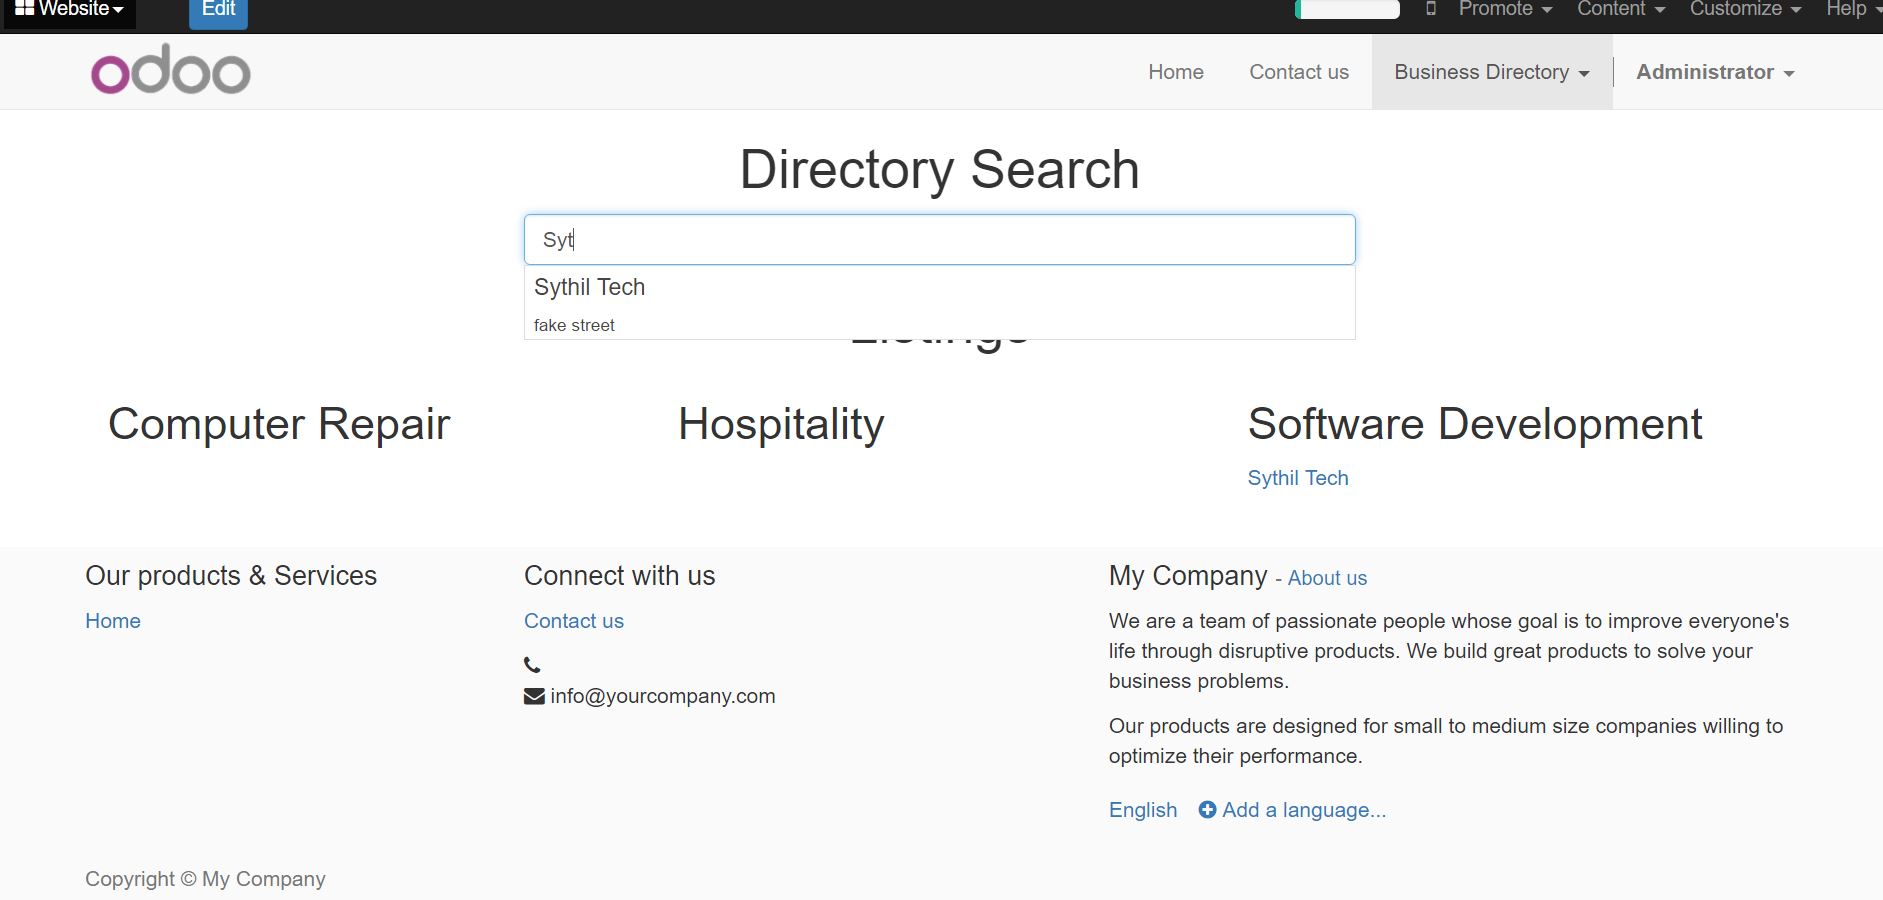 Website
Edit
Promote
Content
Customize
Help
odoo
Home
Contact us
Business Directory
Administrator
Directory Search
Syt
Sythil Tech
fake street
Listings
Computer Repair
Hospitality
Software Development
Sythil Tech
Our products & Services
Home
Connect with us
Contact us
info@yourcompany.com
My Company - About us
We are a team of passionate people whose goal is to improve everyone's
life through disruptive products. We build great products to solve your
business problems.
Our products are designed for small to medium size companies willing to
optimize their performance.
English
Add a language...
Copyright © My Company